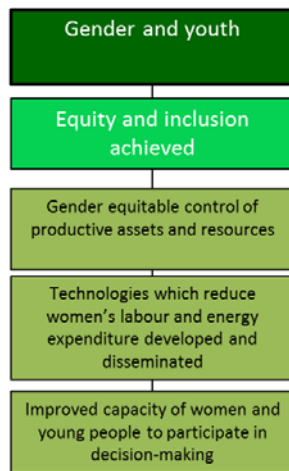 Gender and youth
Equity and inclusion
achieved
Gender equitable control of
productive assets and resources
Technologies which reduce
women's labour and energy
expenditure developed and
disseminated
Improved capacity of women and
young people to participate in
decision-making